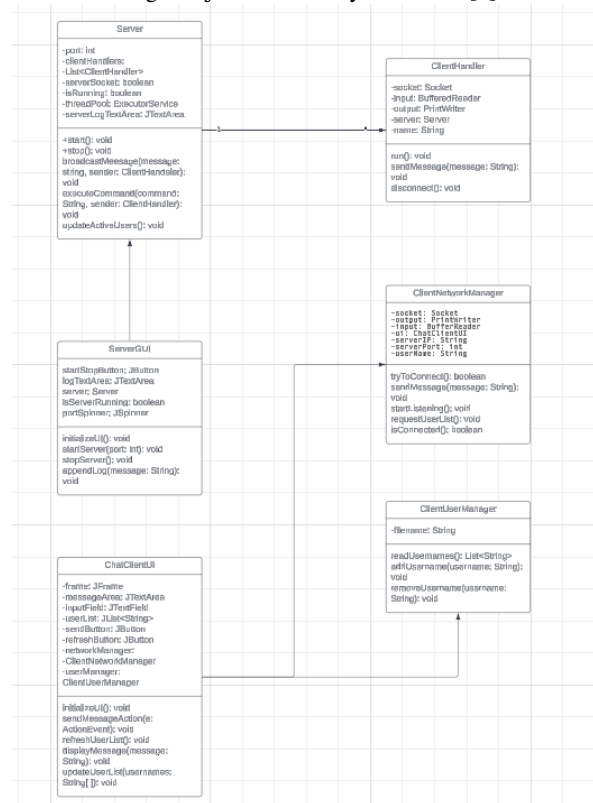 Server
-port: int
-clientHandlers:
-List<ClientHandler>
-serverSocket: boolean
-isRunning: boolean
-threadPool: ExecutorService
-serverLogTextArea: JTextArea
+start(): void
+stop(): void
broadcastMessage(message:
string, sender: ClientHandler):
void
executeCommand(command:
String, sender: ClientHandler):
void
updateActiveUsers(): void
ClientHandler
-socket: Socket
-input: BufferedReader
-output: PrintWriter
-server: Server
-name: String
run(): void
sendMessage(message: String):
void
disconnect(): void
1
*
ClientNetworkManager
-socket: Socket
-output: PrintWriter
-input: BufferReader
-ui: ChatClientUI
-serverIP: String
-serverPort: int
-userName: String
tryToConnect(): boolean
sendMessage(message: String):
void
startListening(): void
requestUserList(): void
isConnected(): boolean
ServerGUI
startStopButton: JButton
logTextArea: JTextArea
server: Server
isServerRunning: boolean
portSpinner: JSpinner
initializeUI(): void
startServer(port: int): void
stopServer(): void
appendLog(message: String):
void
ClientUserManager
-filename: String
readUsernames(): List<String>
addUsername(username: String):
void
removeUsername(username:
String): void
ChatClientUI
-frame: JFrame
-messageArea: JTextArea
-inputField: JTextField
-userList: JList<String>
-sendButton: JButton
-refreshButton: JButton
-networkManager:
ClientNetworkManager
-userManager:
ClientUserManager
initializeUI(): void
sendMessageAction(e:
ActionEvent): void
refreshUserList(): void
displayMessage(message:
String): void
updateUserList(usernames:
String[ ]): void